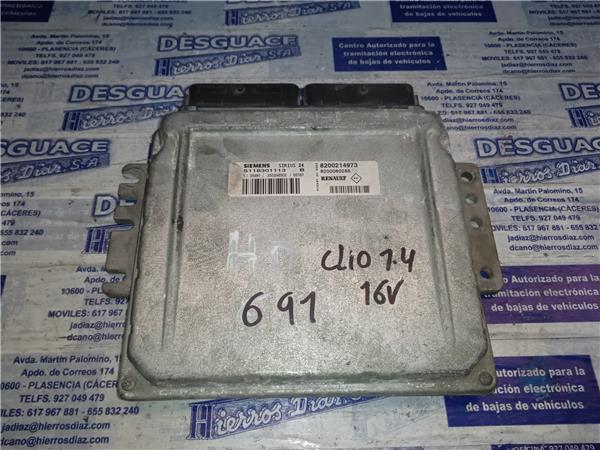 DESGUACE
Hierros Díaz S.A
Avda. Martín Palomino, 15
Apdo. de Correos 174
10600 - PLASENCIA (CÁCERES)
TELFS. 927 049 479
MOVILES: 617 967 881 - 655 832 240
jadiaz@hierrosdiaz.com
dcano@hierrosdiaz.com
Centro Autorizado para la
tramitación electrónica
de bajas de vehículos
SIEMENS SIRIUS 34
S118301113 B
8200214973
8200080288
RENAULT
H
CLIO 1.4
16V
691